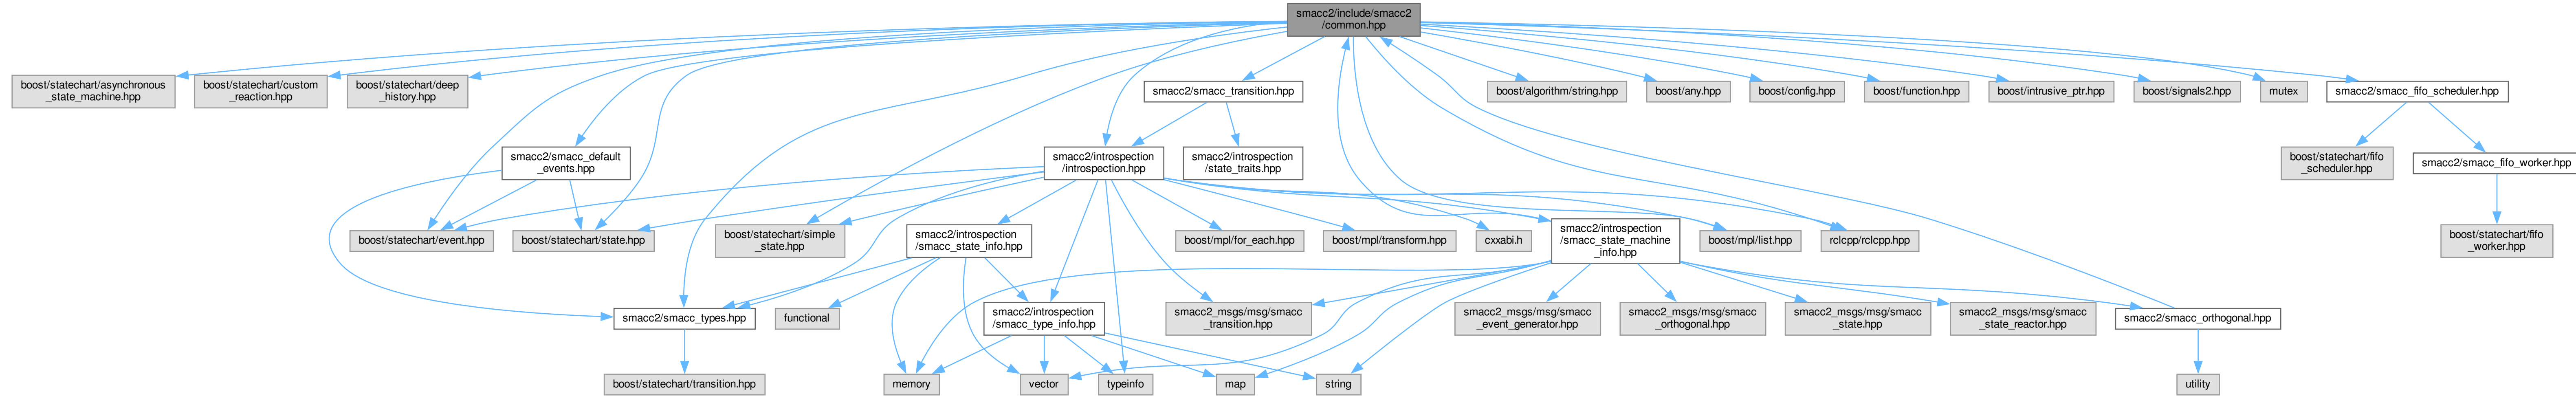 smacc2/include/smacc2
/common.hpp
boost/statechart/asynchronous
_state_machine.hpp
boost/statechart/custom
_reaction.hpp
boost/statechart/deep
_history.hpp
smacc2/smacc_transition.hpp
boost/algorithm/string.hpp
boost/any.hpp
boost/config.hpp
boost/function.hpp
boost/intrusive_ptr.hpp
boost/signals2.hpp
mutex
smacc2/smacc_fifo_scheduler.hpp
smacc2/smacc_default
_events.hpp
smacc2/introspection
/introspection.hpp
smacc2/introspection
/state_traits.hpp
boost/statechart/fifo
_scheduler.hpp
smacc2/smacc_fifo_worker.hpp
boost/statechart/event.hpp
boost/statechart/state.hpp
boost/statechart/simple
_state.hpp
smacc2/introspection
/smacc_state_info.hpp
boost/mpl/for_each.hpp
boost/mpl/transform.hpp
cxxabi.h
smacc2/introspection
/smacc_state_machine
_info.hpp
boost/mpl/list.hpp
rclcpp/rclcpp.hpp
boost/statechart/fifo
_worker.hpp
smacc2/smacc_types.hpp
functional
smacc2/introspection
/smacc_type_info.hpp
smacc2_msgs/msg/smacc
_transition.hpp
smacc2_msgs/msg/smacc
_event_generator.hpp
smacc2_msgs/msg/smacc
_orthogonal.hpp
smacc2_msgs/msg/smacc
_state.hpp
smacc2_msgs/msg/smacc
_state_reactor.hpp
smacc2/smacc_orthogonal.hpp
boost/statechart/transition.hpp
memory
vector
typeinfo
map
string
utility